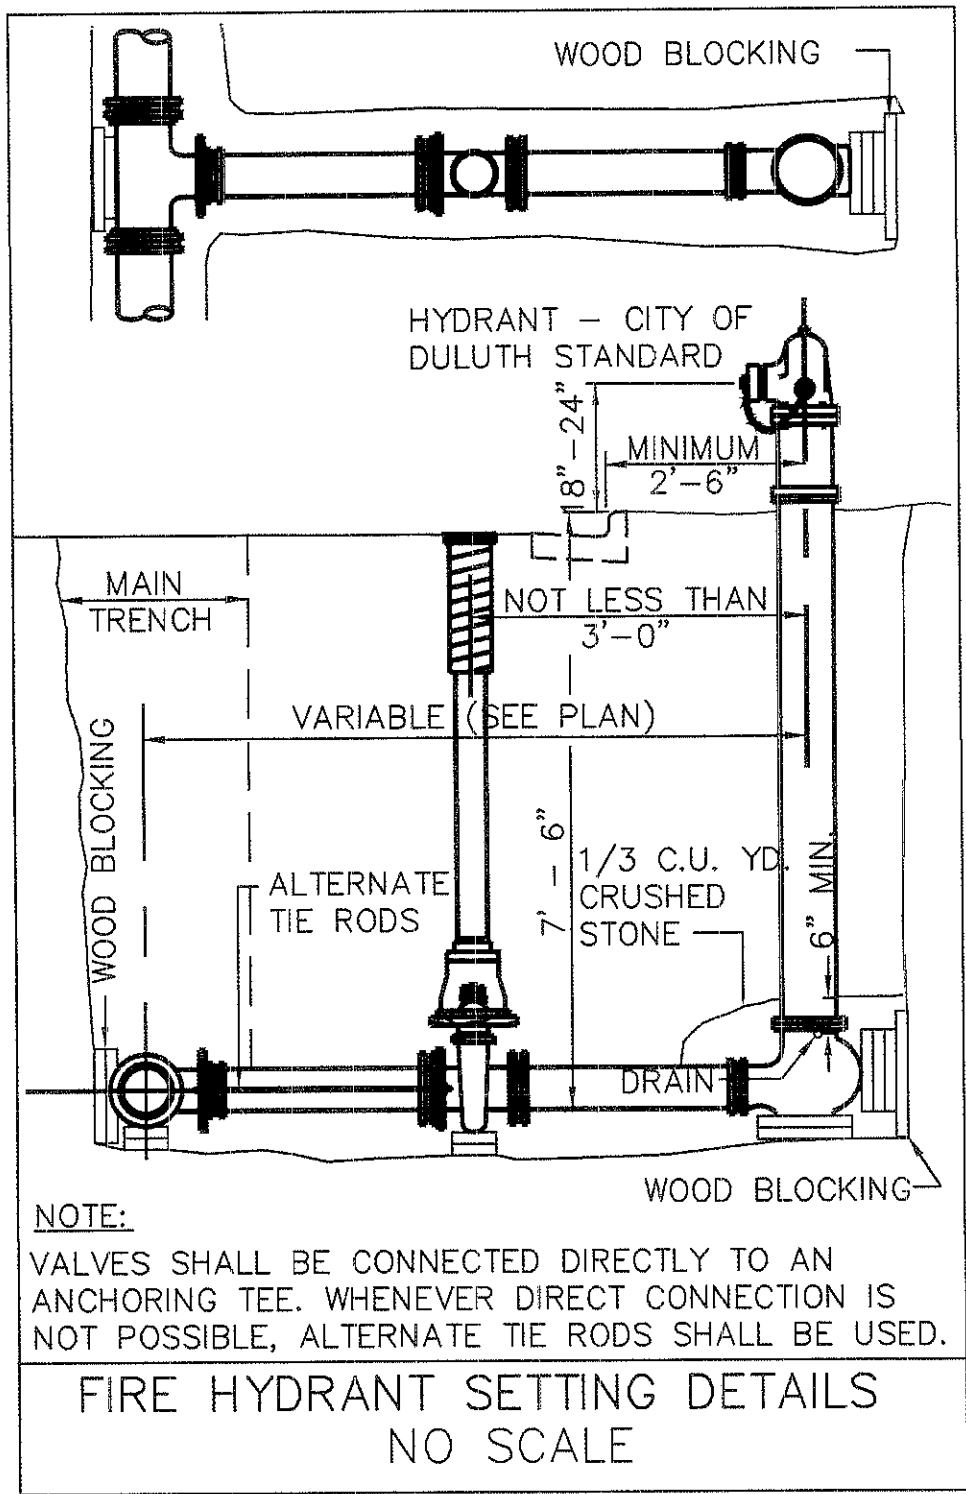 WOOD BLOCKING
HYDRANT – CITY OF
DULUTH STANDARD
18"–24"
MINIMUM
2'–6"
MAIN
TRENCH
NOT LESS THAN
3'–0"
VARIABLE (SEE PLAN)
WOOD BLOCKING
ALTERNATE
TIE RODS
7' – 6"
1/3 C.U. YD.
CRUSHED
STONE
6" MIN.
DRAIN
WOOD BLOCKING
NOTE:
VALVES SHALL BE CONNECTED DIRECTLY TO AN
ANCHORING TEE. WHENEVER DIRECT CONNECTION IS
NOT POSSIBLE, ALTERNATE TIE RODS SHALL BE USED.
FIRE HYDRANT SETTING DETAILS
NO SCALE